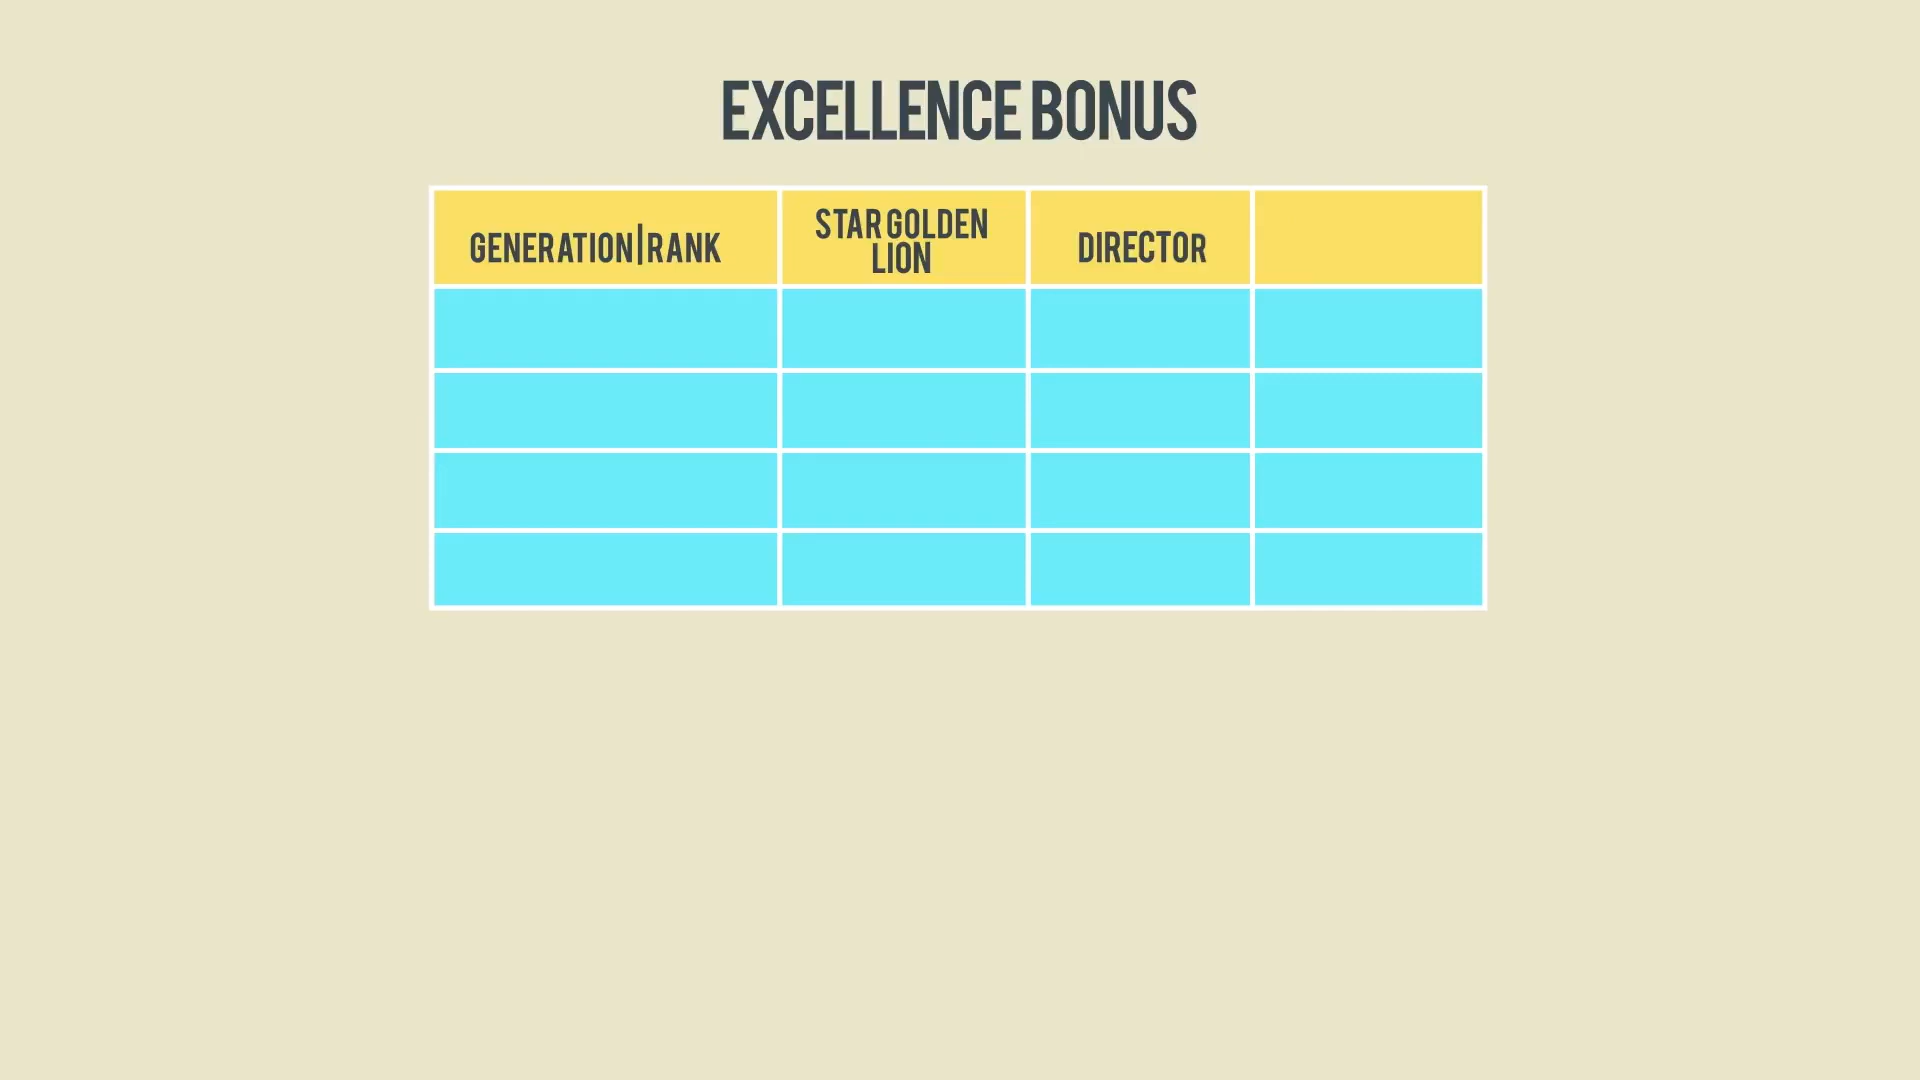 EXCELLENCE BONUS
GENERATION|RANK
STAR GOLDEN
LION
DIRECTOR